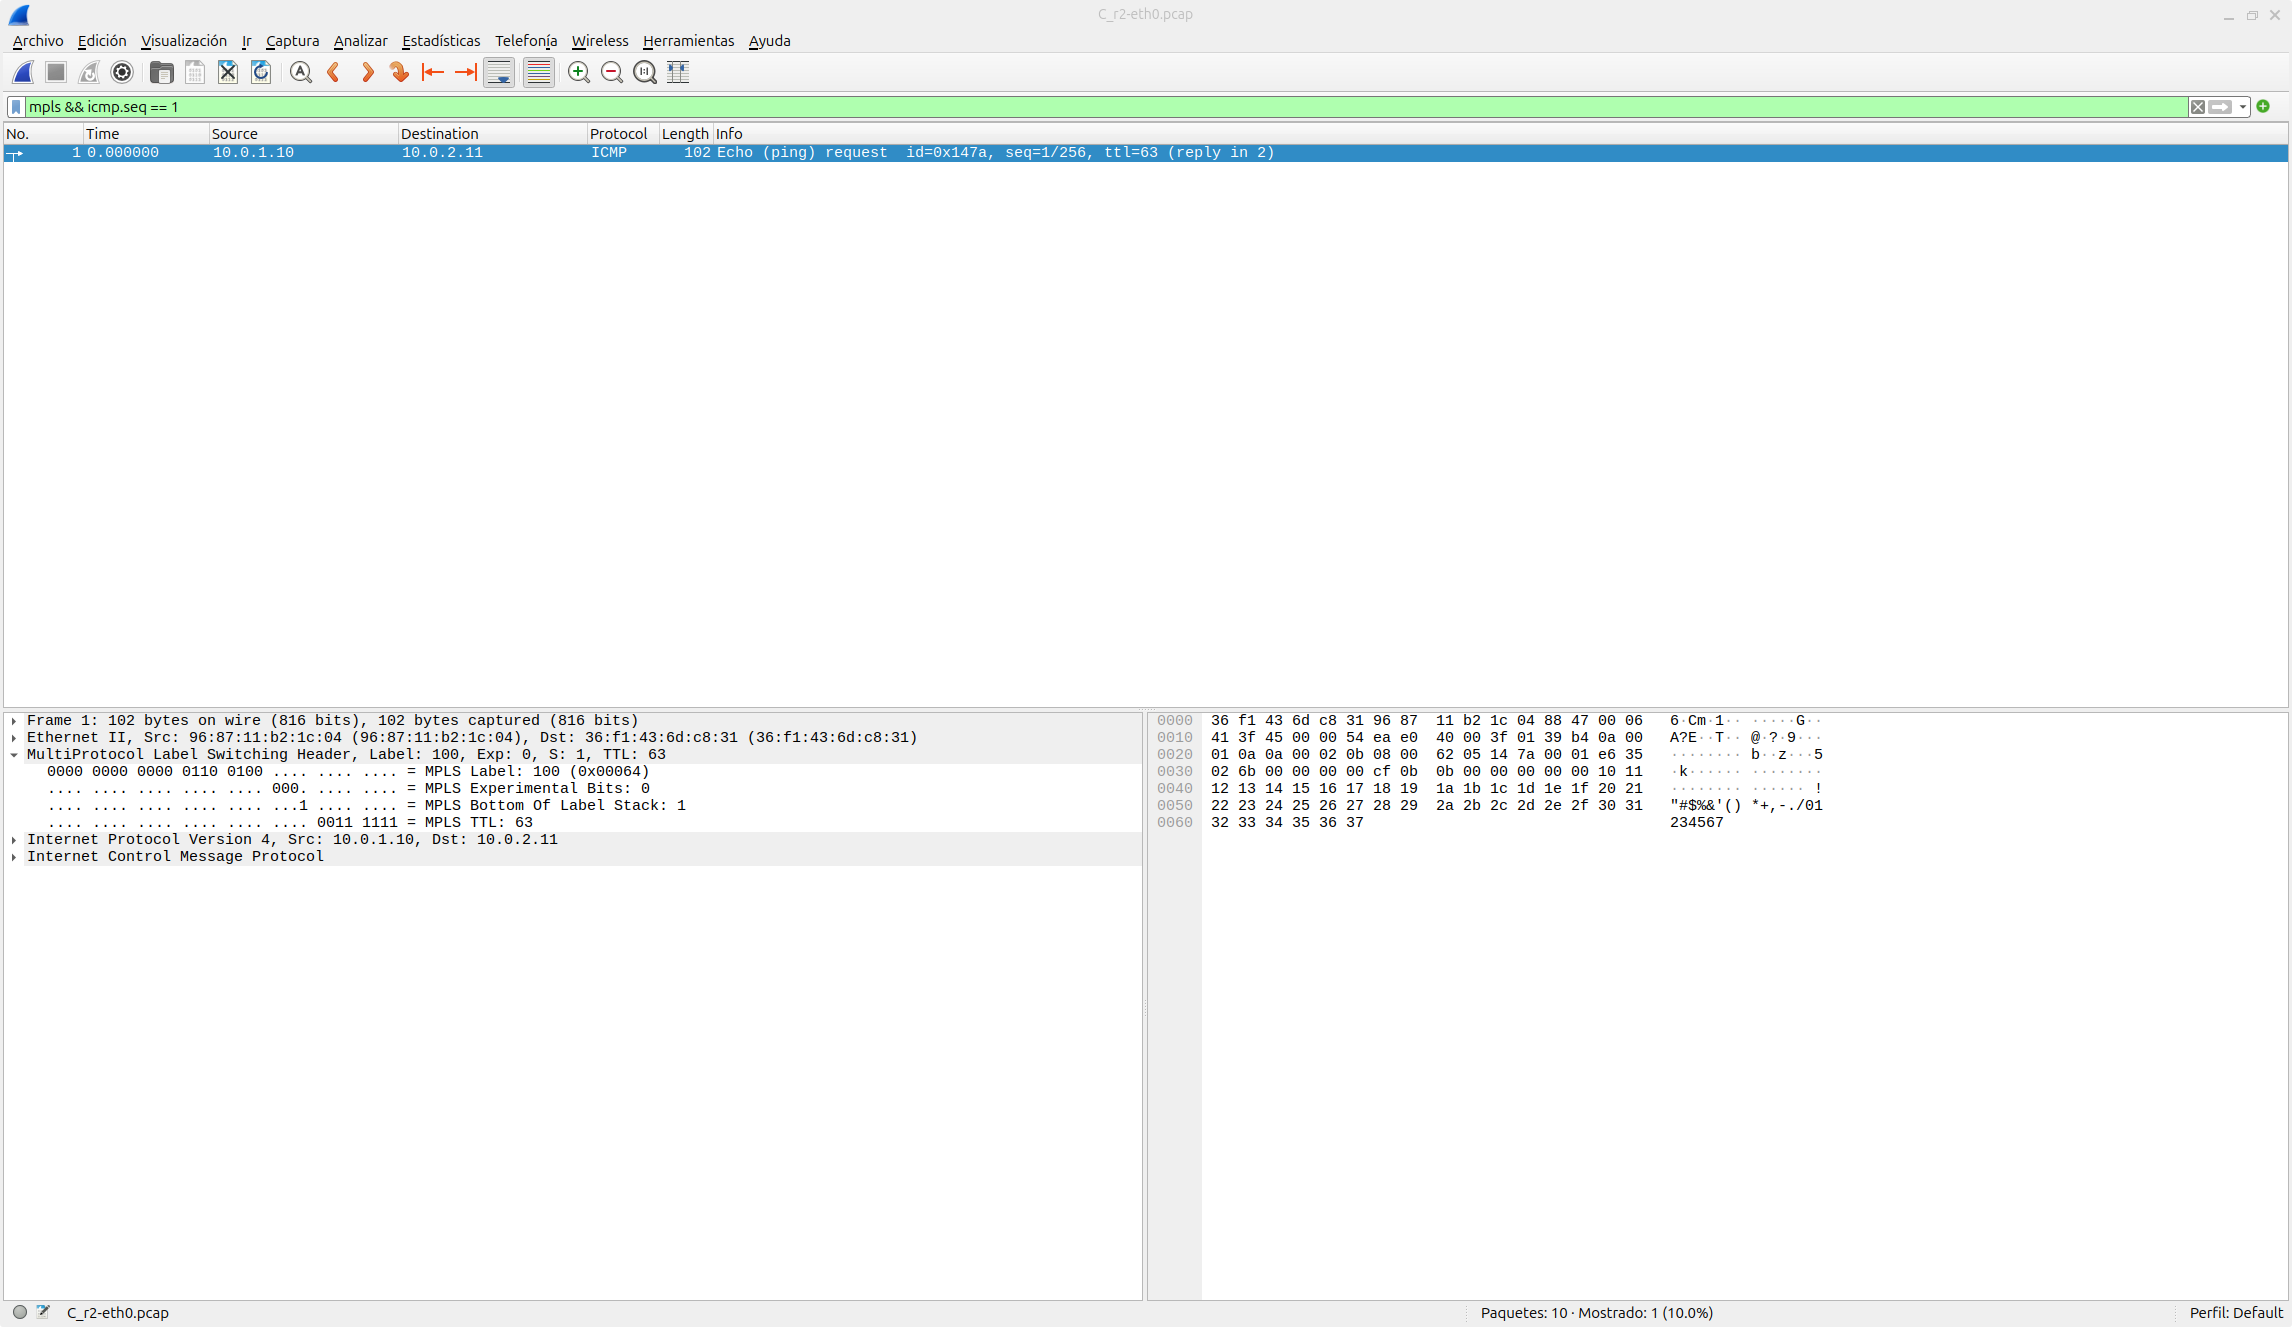 C_r2-eth0.pcap
Archivo Edición Visualización Ir Captura Analizar Estadísticas Telefonía Wireless Herramientas Ayuda
mpls && icmp.seq == 1
No. Time Source Destination Protocol Length Info
1 0.000000 10.0.1.10 10.0.2.11 ICMP 102 Echo (ping) request  id=0x147a, seq=1/256, ttl=63 (reply in 2)
Frame 1: 102 bytes on wire (816 bits), 102 bytes captured (816 bits)
Ethernet II, Src: 96:87:11:b2:1c:04 (96:87:11:b2:1c:04), Dst: 36:f1:43:6d:c8:31 (36:f1:43:6d:c8:31)
MultiProtocol Label Switching Header, Label: 100, Exp: 0, S: 1, TTL: 63
0000 0000 0000 0110 0100 .... .... .... = MPLS Label: 100 (0x00064)
.... .... .... .... .... 000. .... .... = MPLS Experimental Bits: 0
.... .... .... .... .... ...1 .... .... = MPLS Bottom Of Label Stack: 1
.... .... .... .... .... .... 0011 1111 = MPLS TTL: 63
Internet Protocol Version 4, Src: 10.0.1.10, Dst: 10.0.2.11
Internet Control Message Protocol
0000 36 f1 43 6d c8 31 96 87 11 b2 1c 04 88 47 00 06 6·Cm·1·· ·····G··
0010 41 3f 45 00 00 54 ea e0 40 00 3f 01 39 b4 0a 00 A?E··T·· @·?·9···
0020 01 0a 0a 00 02 0b 08 00 62 05 14 7a 00 01 e6 35 ········ b··z···5
0030 02 6b 00 00 00 00 cf 0b 0b 00 00 00 00 00 10 11 ·k······ ········
0040 12 13 14 15 16 17 18 19 1a 1b 1c 1d 1e 1f 20 21 ········ ······ !
0050 22 23 24 25 26 27 28 29 2a 2b 2c 2d 2e 2f 30 31 "#$%&'() *+,-./01
0060 32 33 34 35 36 37 234567
C_r2-eth0.pcap
Paquetes: 10 · Mostrado: 1 (10.0%)
Perfil: Default